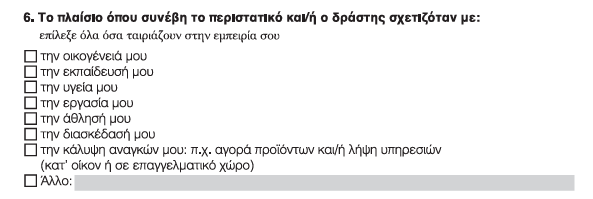 6. Το πλαίσιο όπου συνέβη το περιστατικό και/ή ο δράστης σχετιζόταν με:
επίλεξε όλα όσα ταιριάζουν στην εμπειρία σου
την οικογένειά μου
την εκπαίδευσή μου
την υγεία μου
την εργασία μου
την άθλησή μου
την διασκέδασή μου
την κάλυψη αναγκών μου: π.χ. αγορά προϊόντων και/ή λήψη υπηρεσιών
(κατ' οίκον ή σε επαγγελματικό χώρο)
Άλλο: